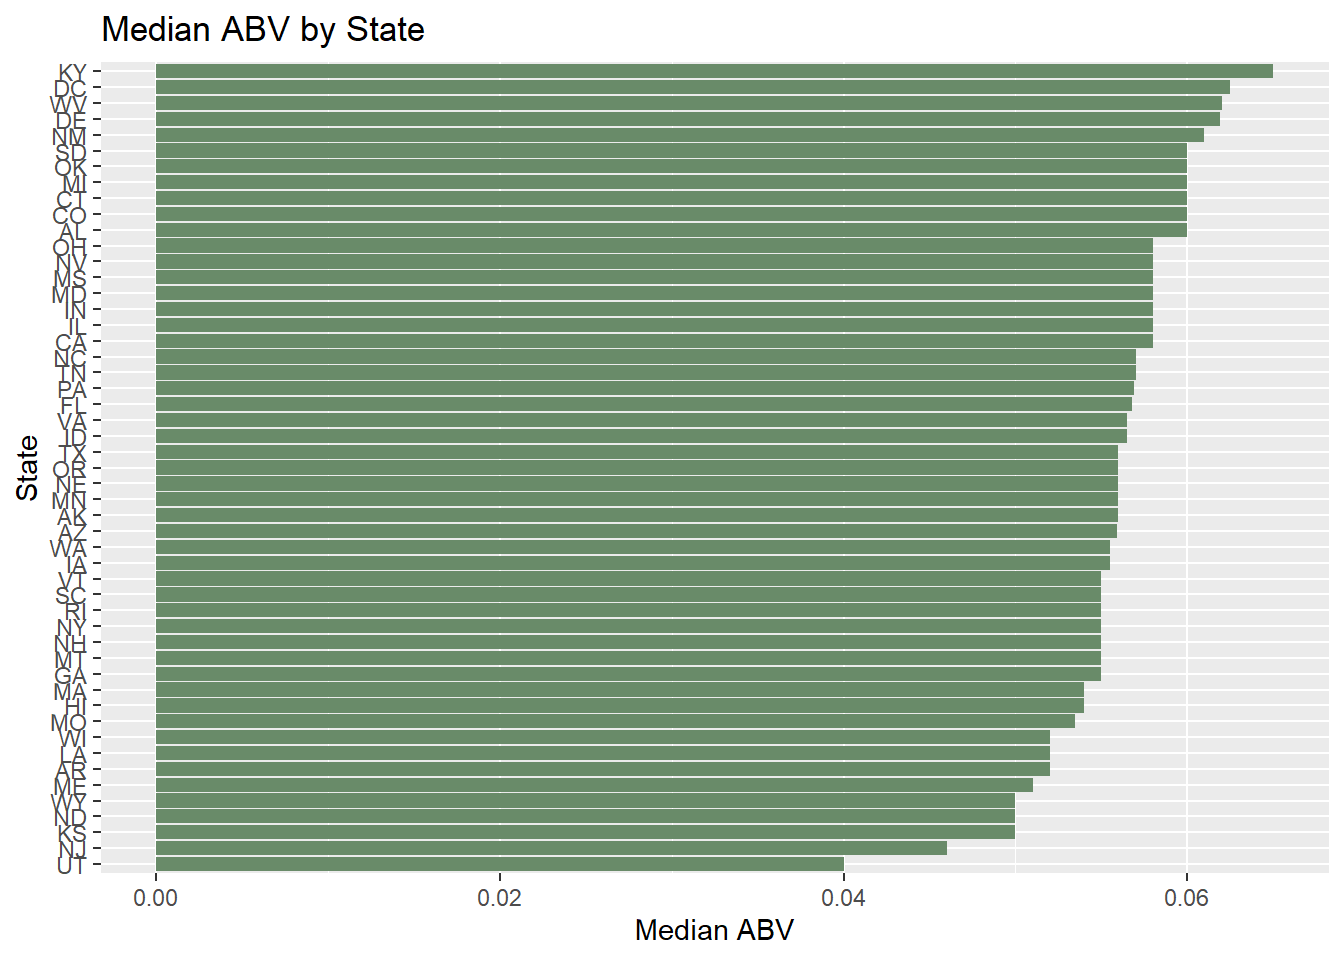 Median ABV by State
KY
DC
WV
DE
NM
SD
OK
MI
CT
CO
AL
OH
NV
MS
MD
IN
IL
CA
NC
TN
PA
FL
VA
ID
TX
OR
NE
MN
AK
AZ
WA
IA
VT
SC
RI
NY
NH
MT
GA
MA
HI
MO
WI
LA
AR
ME
WY
ND
KS
NJ
UT
State
0.00
0.02
0.04
0.06
Median ABV